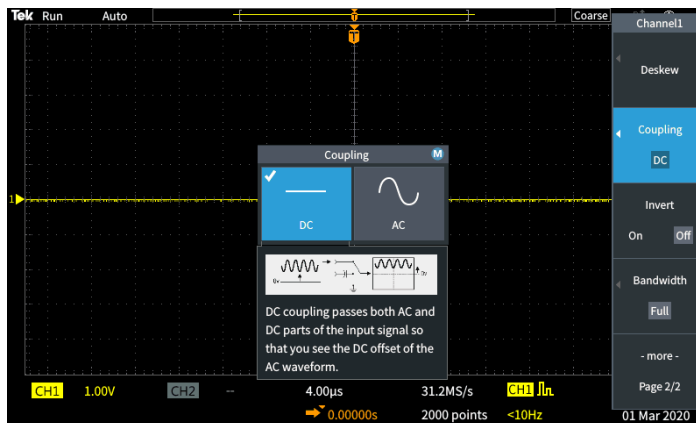 Tek Run Auto
T
Coarse
Channel1
T
Deskew
Coupling
DC
Coupling M
DC AC
1
Invert
On Off
0v 0v
Bandwidth
Full
DC coupling passes both AC and
DC parts of the input signal so
that you see the DC offset of the
AC waveform.
- more -
Page 2/2
CH1 1.00V CH2 -- 4.00µs 31.2MS/s CH1
0.00000s 2000 points <10Hz 01 Mar 2020